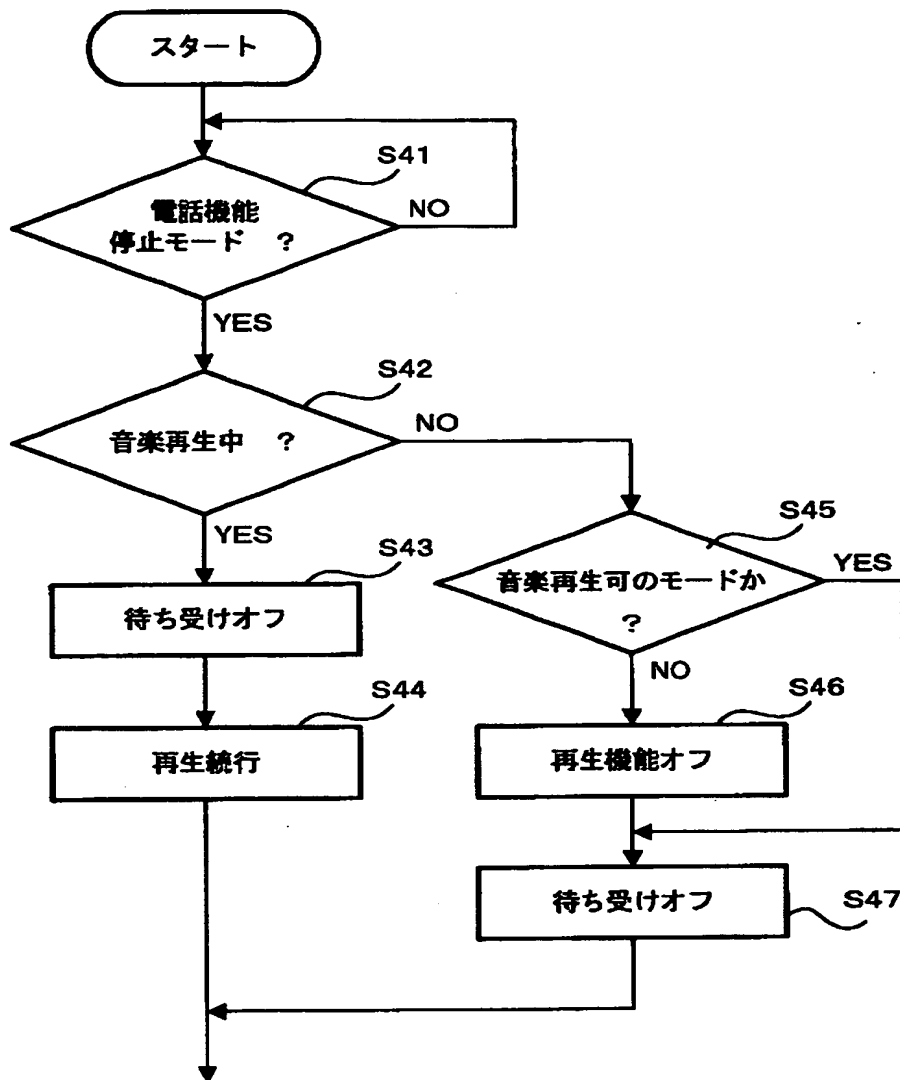 スタート
S41
電話機能
停止モード ?
NO
YES
S42
音楽再生中 ?
NO
YES
S43
待ち受けオフ
S44
再生続行
S45
音楽再生可のモードか
?
YES
NO
S46
再生機能オフ
待ち受けオフ
S47